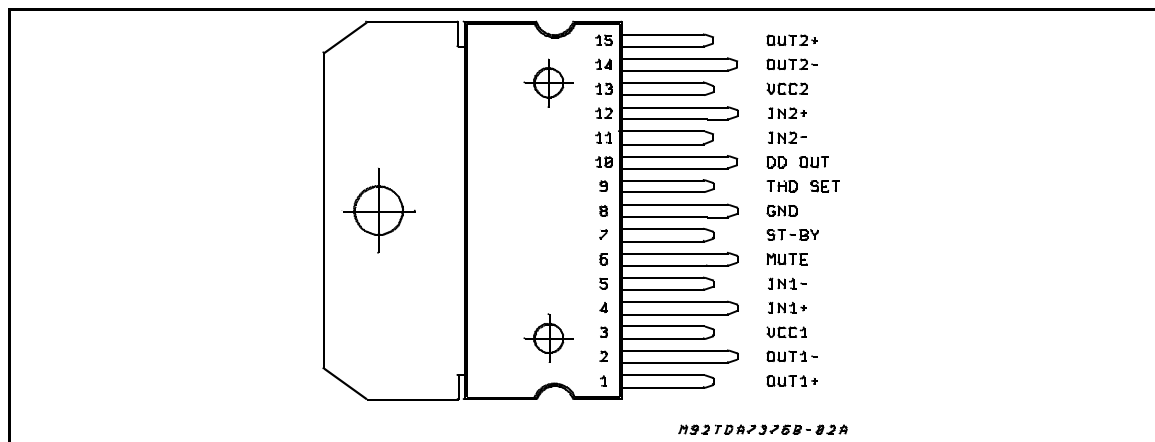 15 OUT2+
14 OUT2-
13 VCC2
12 IN2+
11 IN2-
10 DD OUT
9 THD SET
8 GND
7 ST-BY
6 MUTE
5 IN1-
4 IN1+
3 VCC1
2 OUT1-
1 OUT1+
M92TDA7376B-02A